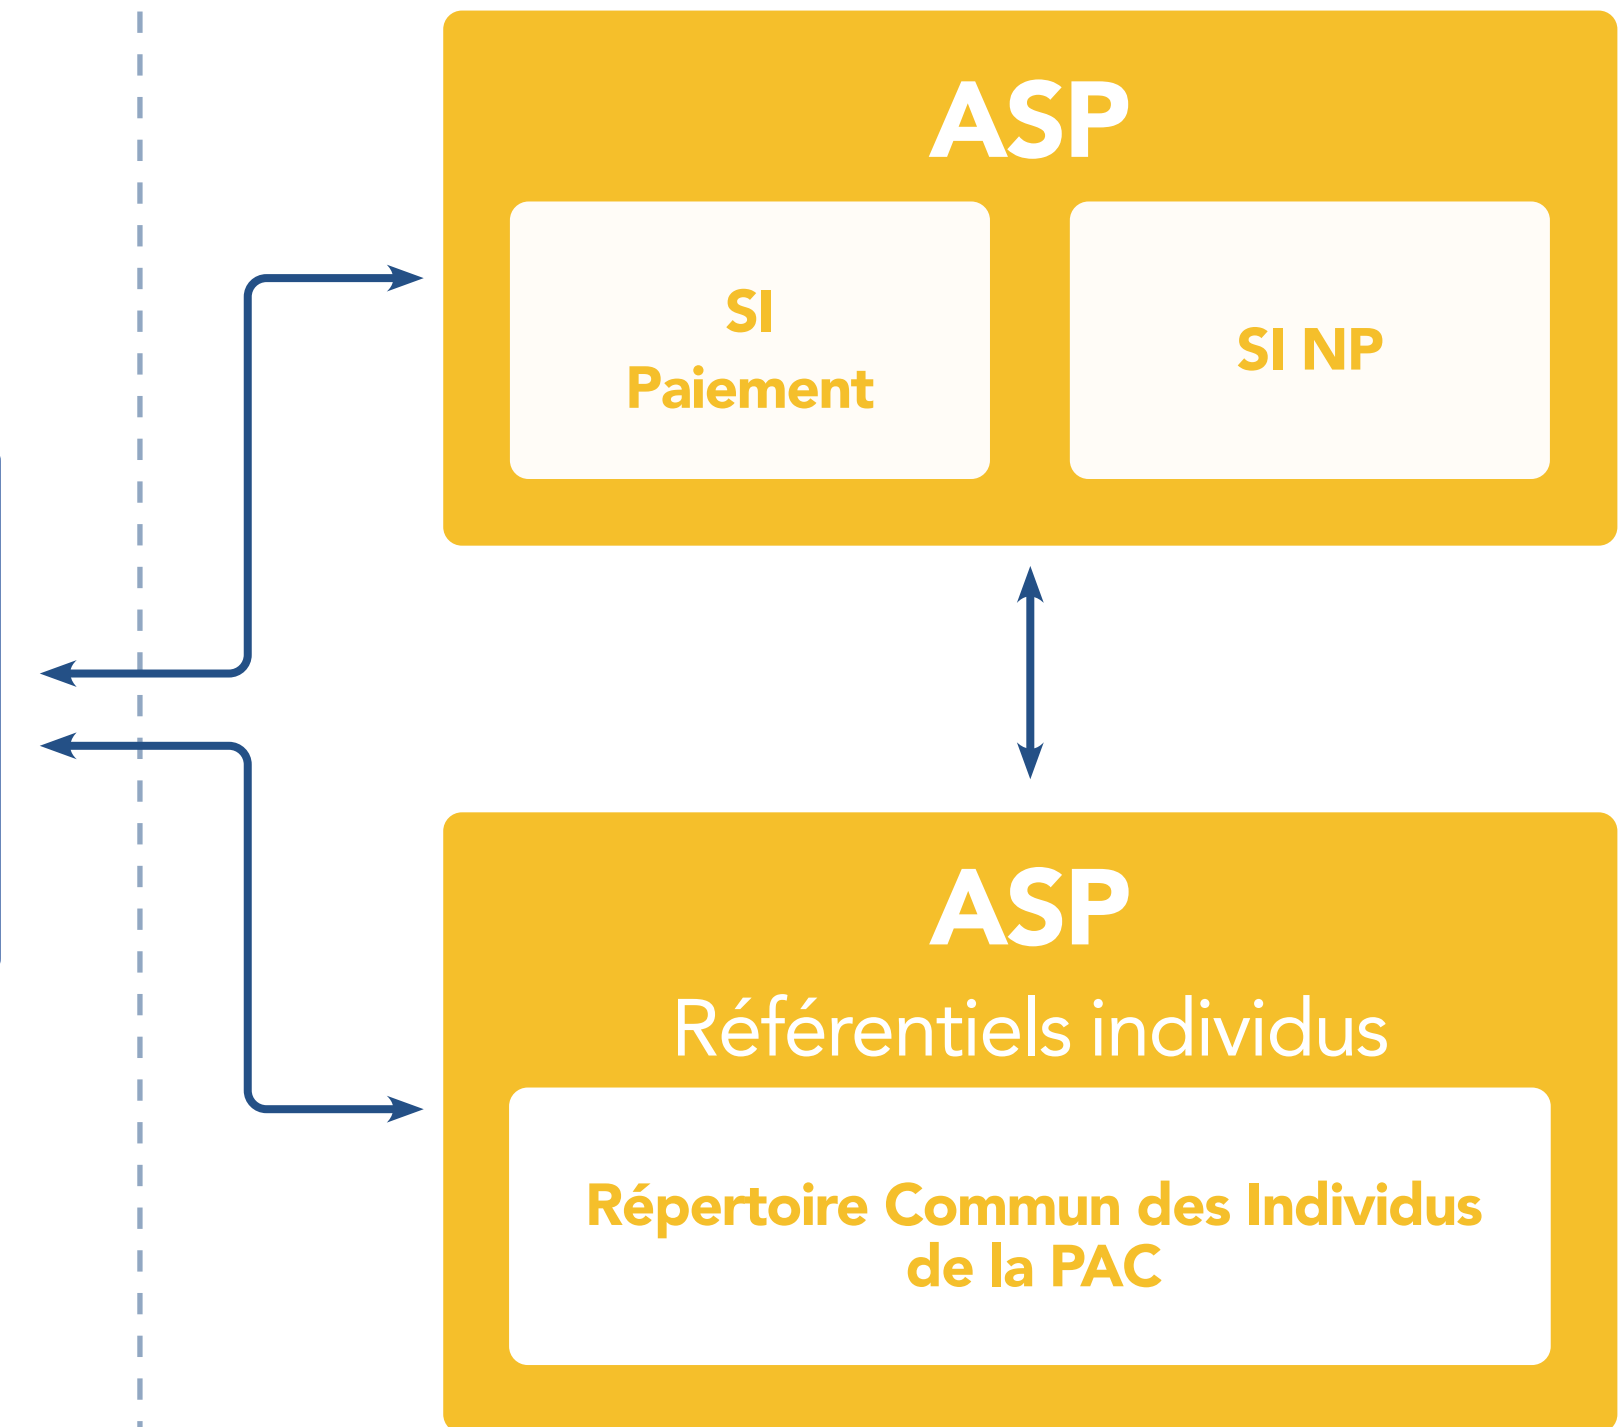 ASP
SI
Paiement
SI NP
ASP
Référentiels individus
Répertoire Commun des Individus
de la PAC